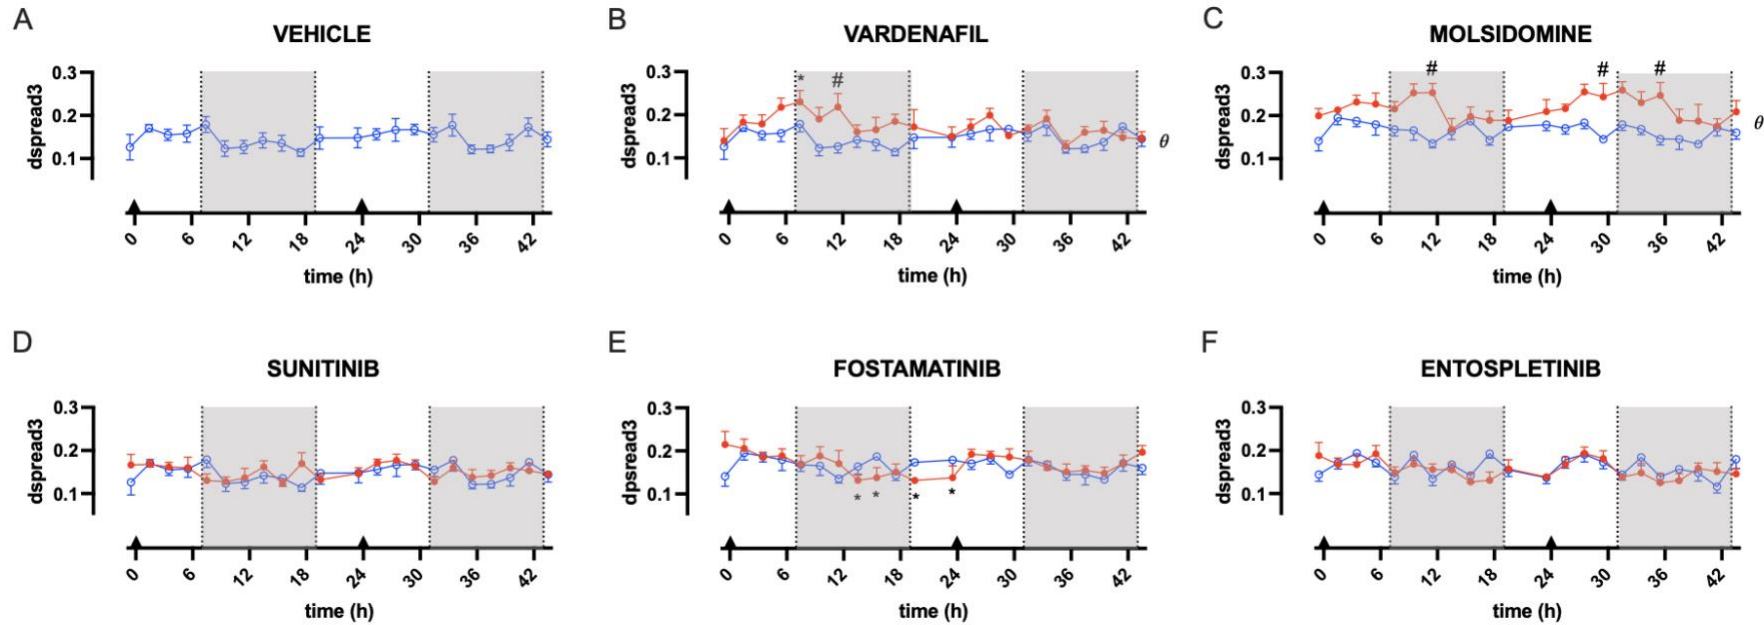 A
VEHICLE
dspread3
0.3
0.2
0.1
0 6 12 18 24 30 36 42
time (h)
B
VARDENAFIL
dspread3
0.3
0.2
0.1
* #
θ
0 6 12 18 24 30 36 42
time (h)
C
MOLSIDOMINE
dspread3
0.3
0.2
0.1
# # #
θ
0 6 12 18 24 30 36 42
time (h)
D
SUNITINIB
dspread3
0.3
0.2
0.1
0 6 12 18 24 30 36 42
time (h)
E
FOSTAMATINIB
dpsread3
0.3
0.2
0.1
* * * *
0 6 12 18 24 30 36 42
time (h)
F
ENTOSPLETINIB
dspread3
0.3
0.2
0.1
0 6 12 18 24 30 36 42
time (h)